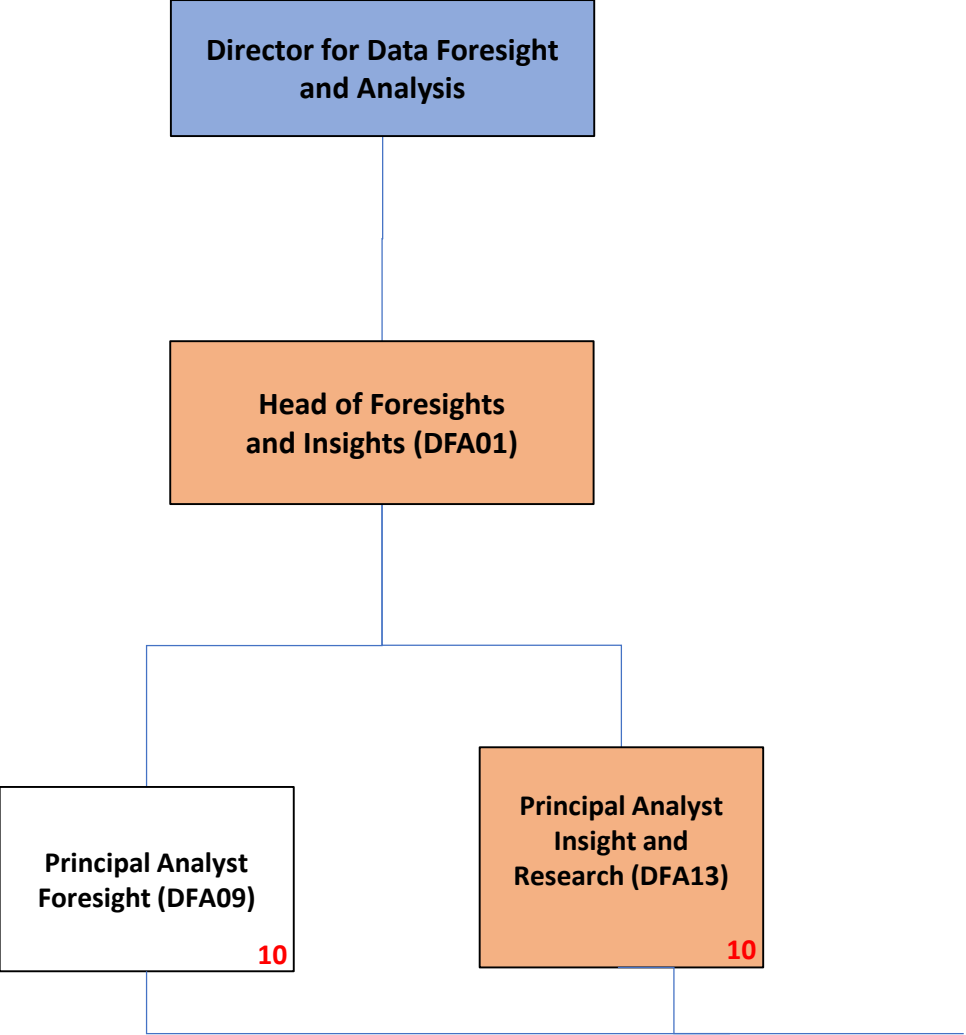 Director for Data Foresight
and Analysis
Head of Foresights
and Insights (DFA01)
Principal Analyst
Foresight (DFA09)
10
Principal Analyst
Insight and
Research (DFA13)
10